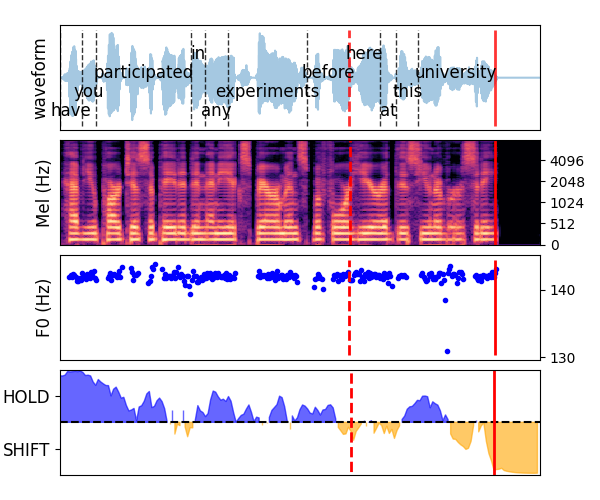 waveform
in
here
participated
before
university
you
experiments
this
have
any
at
Mel (Hz)
4096
2048
1024
512
0
F0 (Hz)
140
130
HOLD
SHIFT